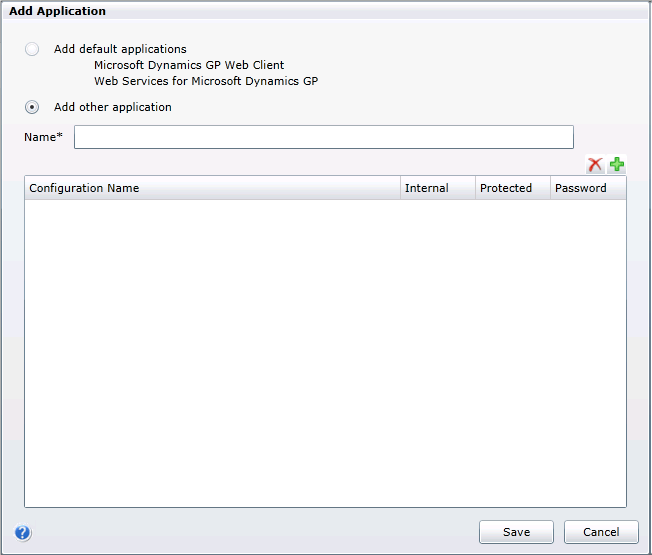 Add Application
Add default applications
Microsoft Dynamics GP Web Client
Web Services for Microsoft Dynamics GP
Add other application
Name*
Configuration Name Internal Protected Password
? Save Cancel